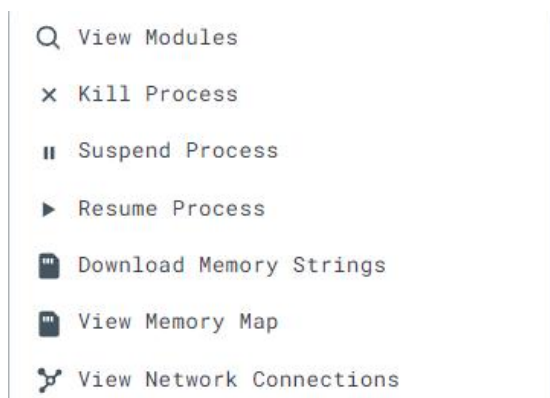 View Modules
Kill Process
Suspend Process
Resume Process
Download Memory Strings
View Memory Map
View Network Connections